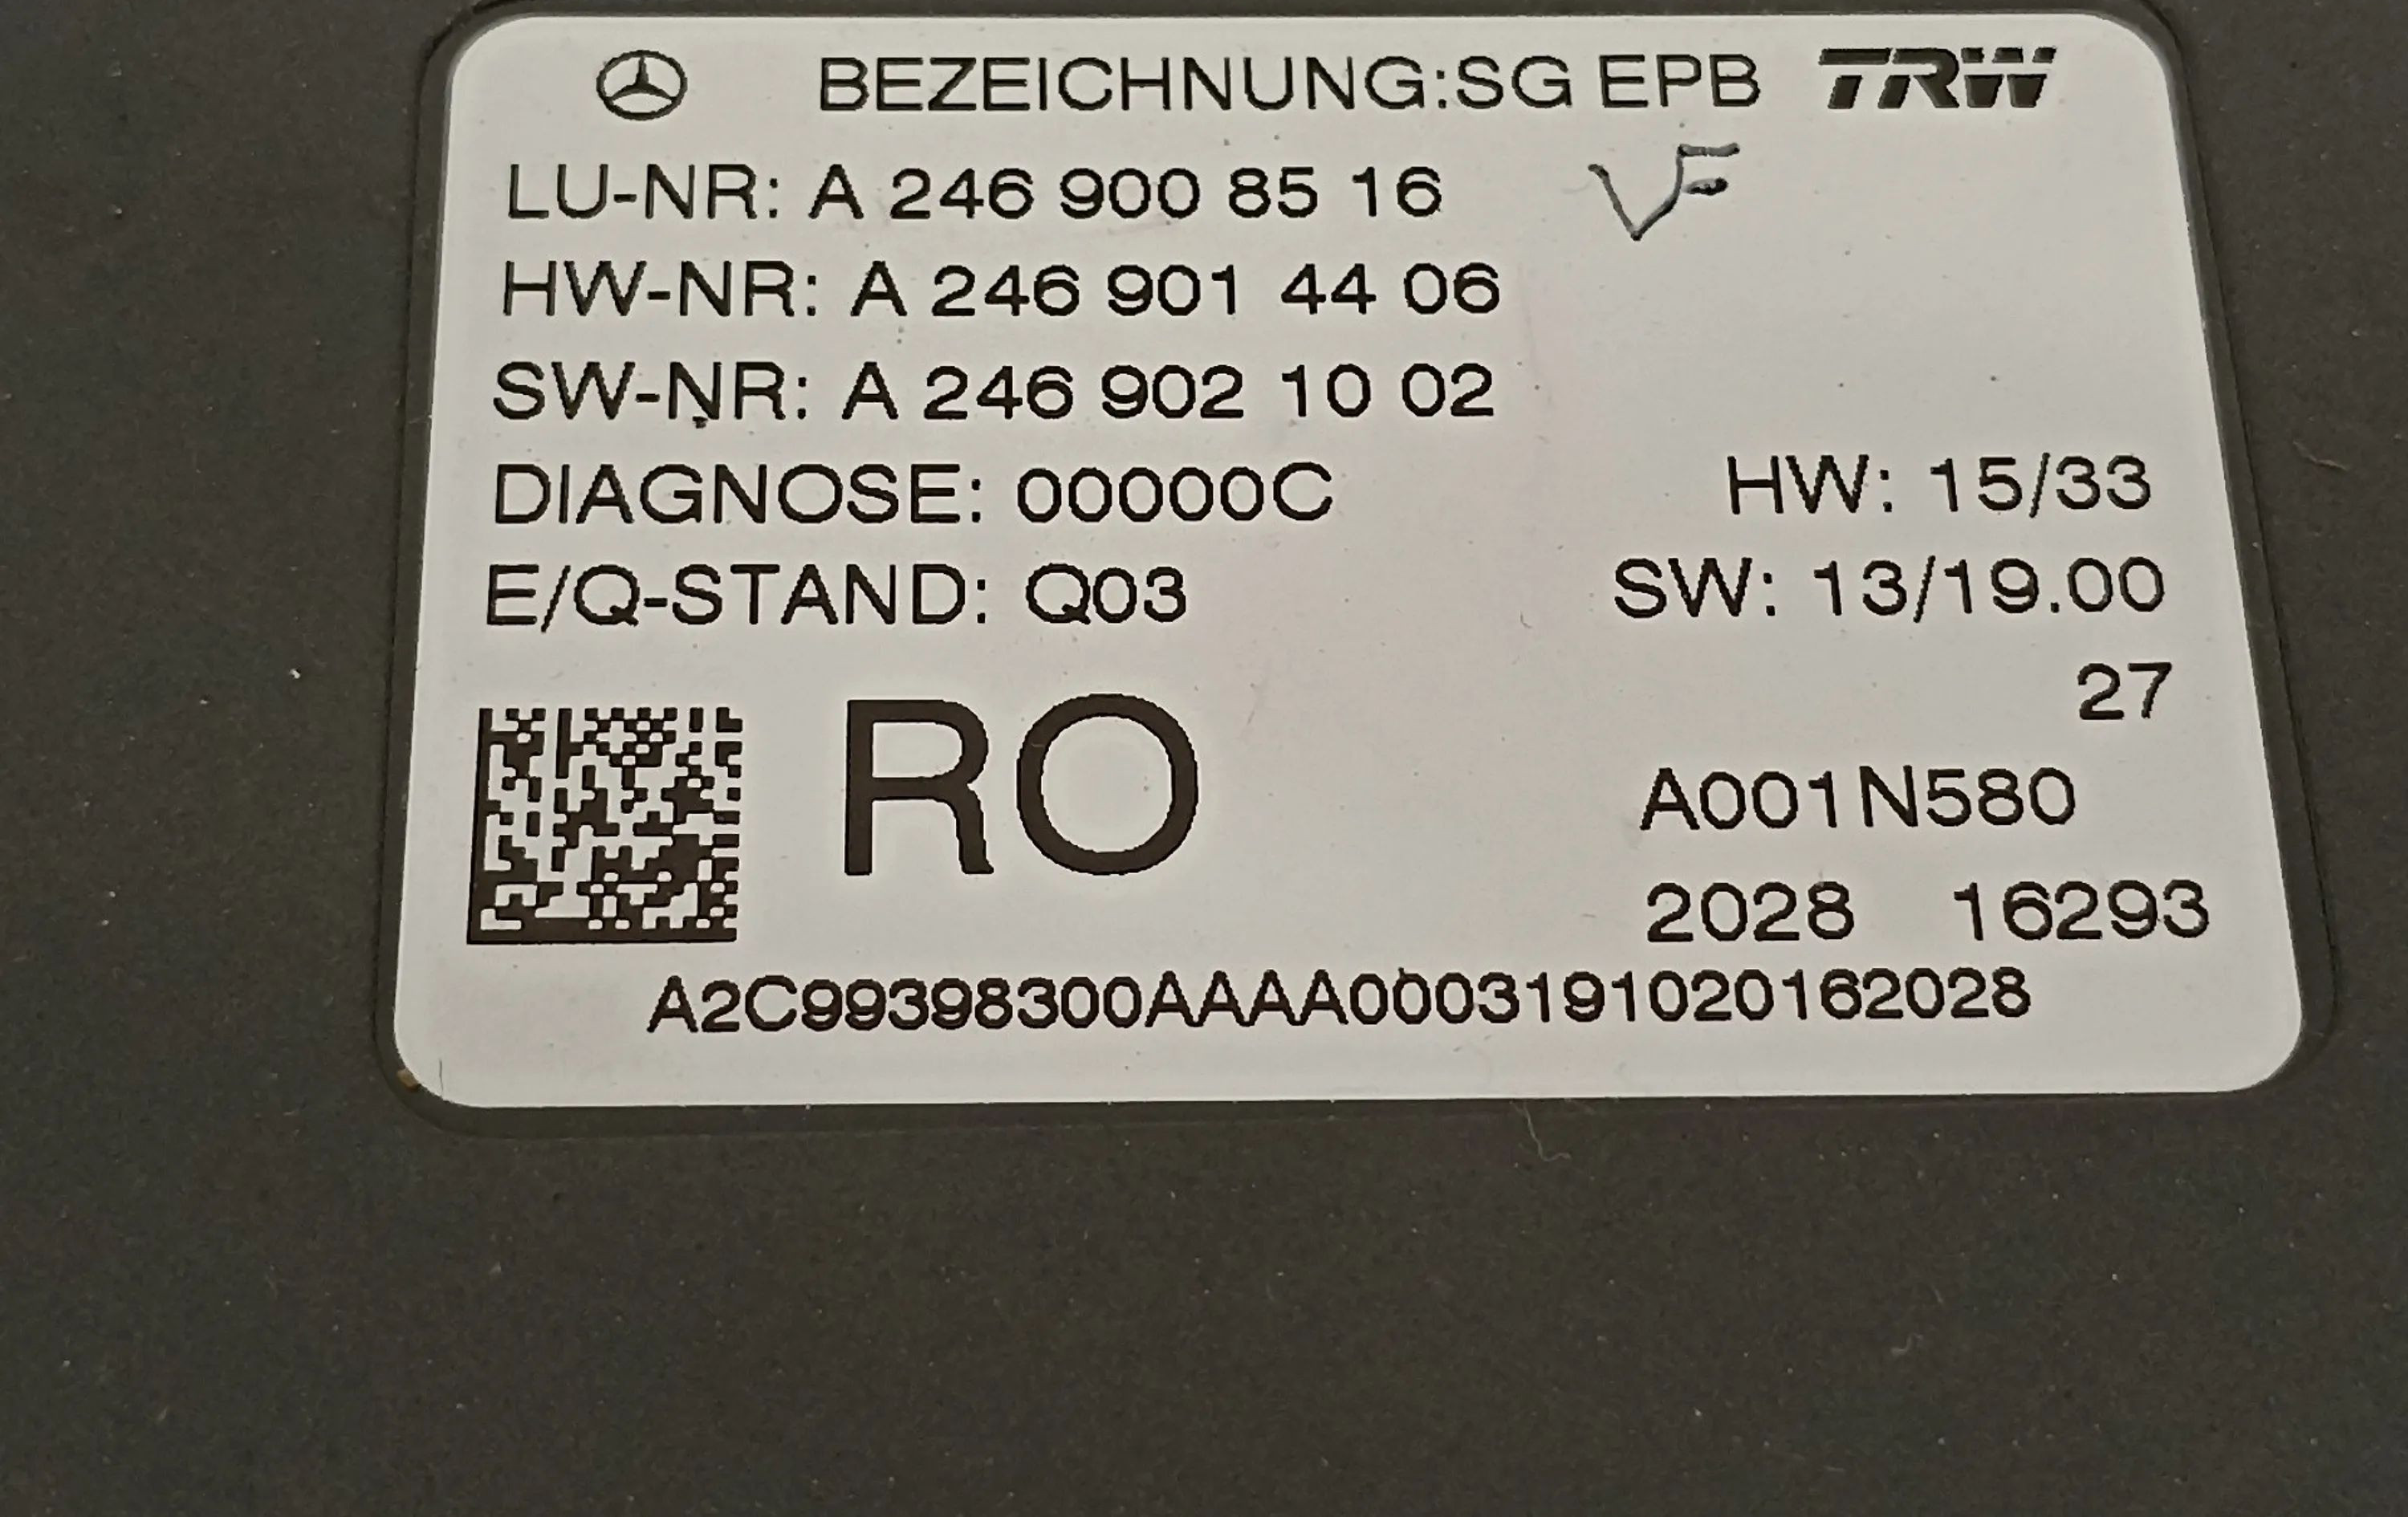 BEZEICHNUNG:SG EPB TRW
LU-NR: A 246 900 85 16 VF
HW-NR: A 246 901 44 06
SW-NR: A 246 902 10 02
DIAGNOSE: 00000C HW: 15/33
E/Q-STAND: Q03 SW: 13/19.00
27
RO A001N580
2028 16293
A2C99398300AAAA0003191020162028